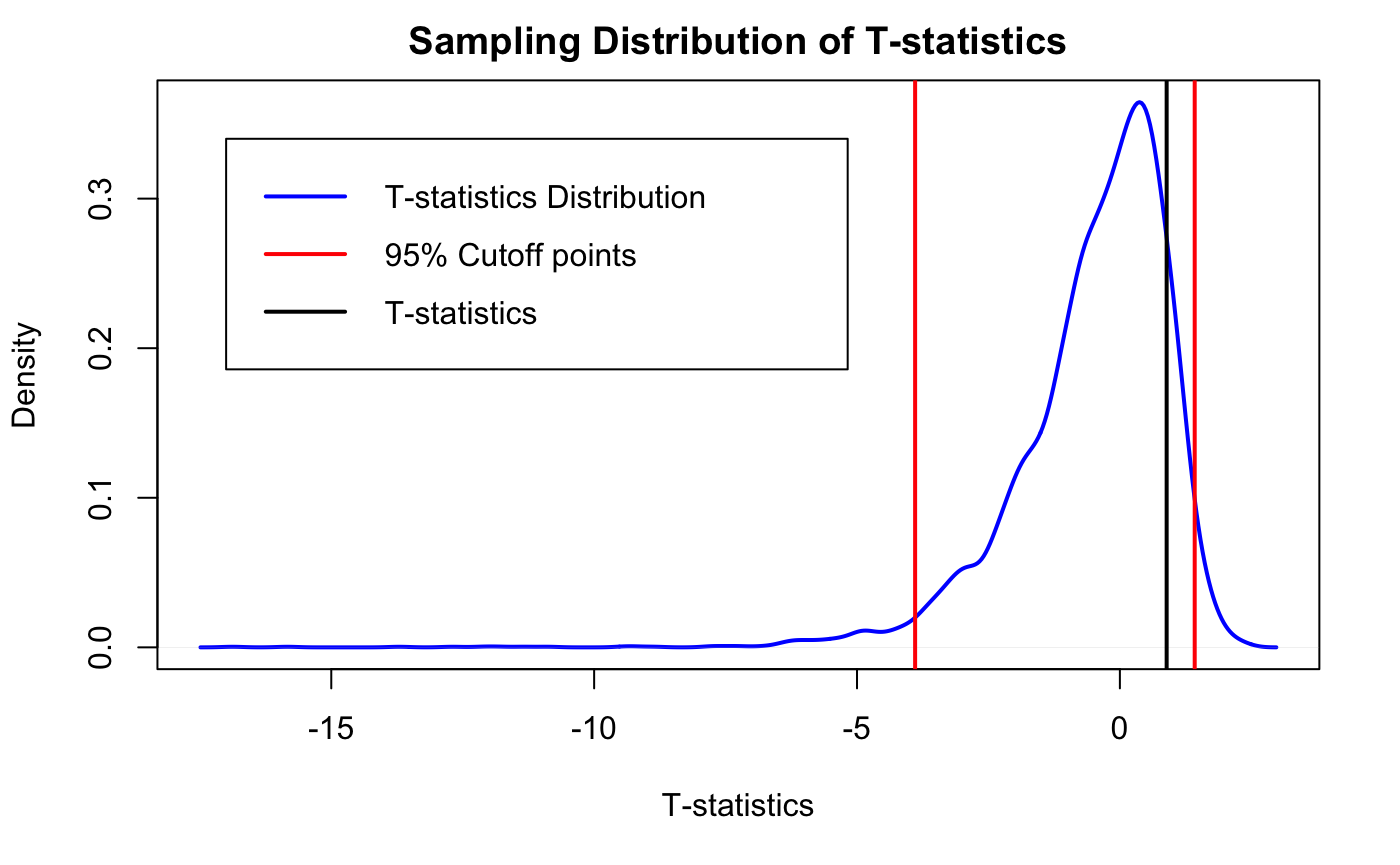 Sampling Distribution of T-statistics
T-statistics Distribution
95% Cutoff points
T-statistics
Density
0.3
0.2
0.1
0.0
-15
-10
-5
0
T-statistics